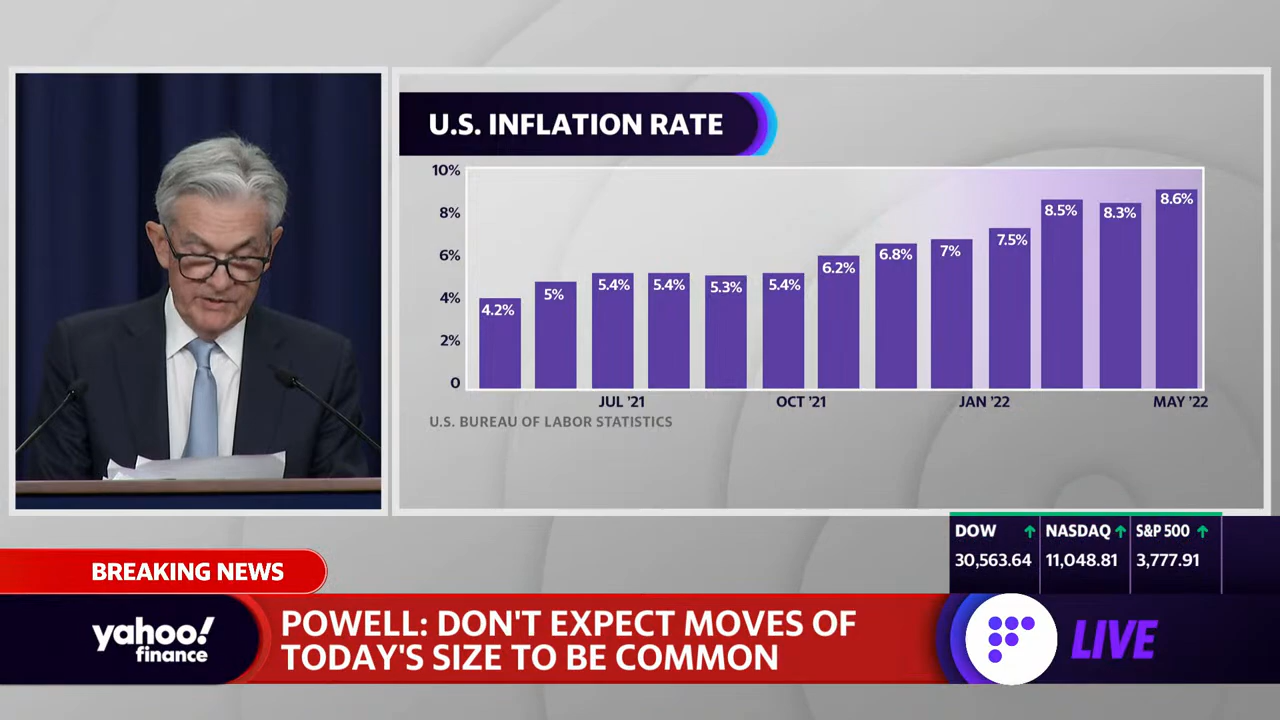 U.S. INFLATION RATE
10%
8%
6%
4%
2%
0
4.2%
5%
5.4%
5.4%
5.3%
5.4%
6.2%
6.8%
7%
7.5%
8.5%
8.3%
8.6%
JUL '21
OCT '21
JAN '22
MAY '22
U.S. BUREAU OF LABOR STATISTICS
DOW
30,563.64
NASDAQ
11,048.81
S&P 500
3,777.91
BREAKING NEWS
yahoo!
finance
POWELL: DON'T EXPECT MOVES OF
TODAY'S SIZE TO BE COMMON
LIVE